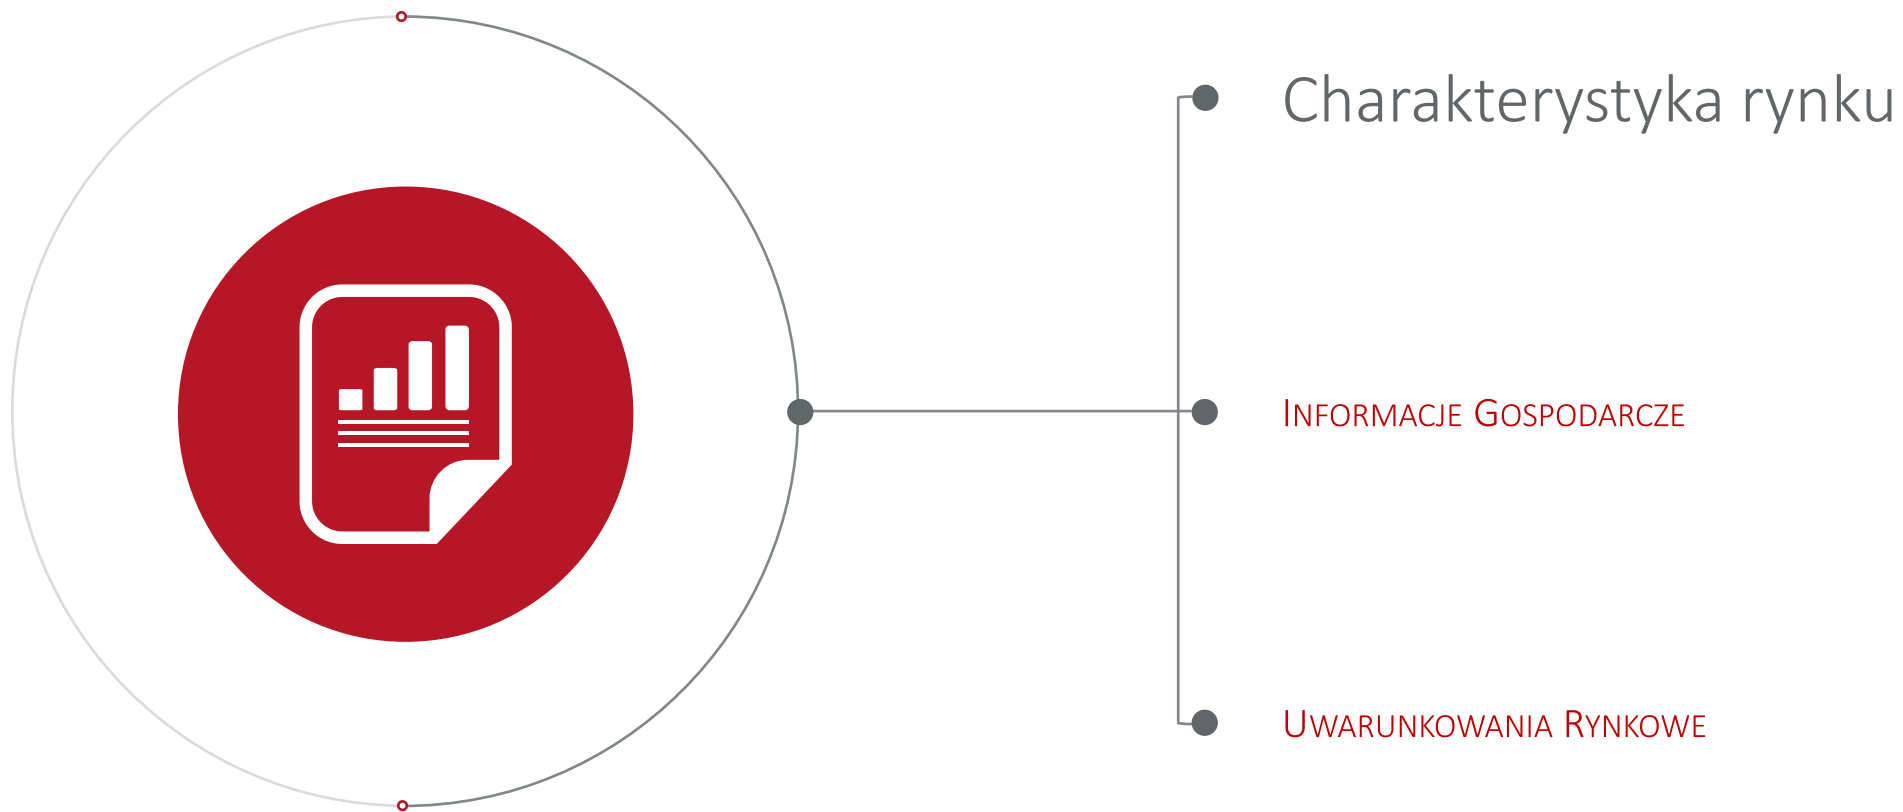 Charakterystyka rynku
Informacje Gospodarcze
Uwarunkowania Rynkowe